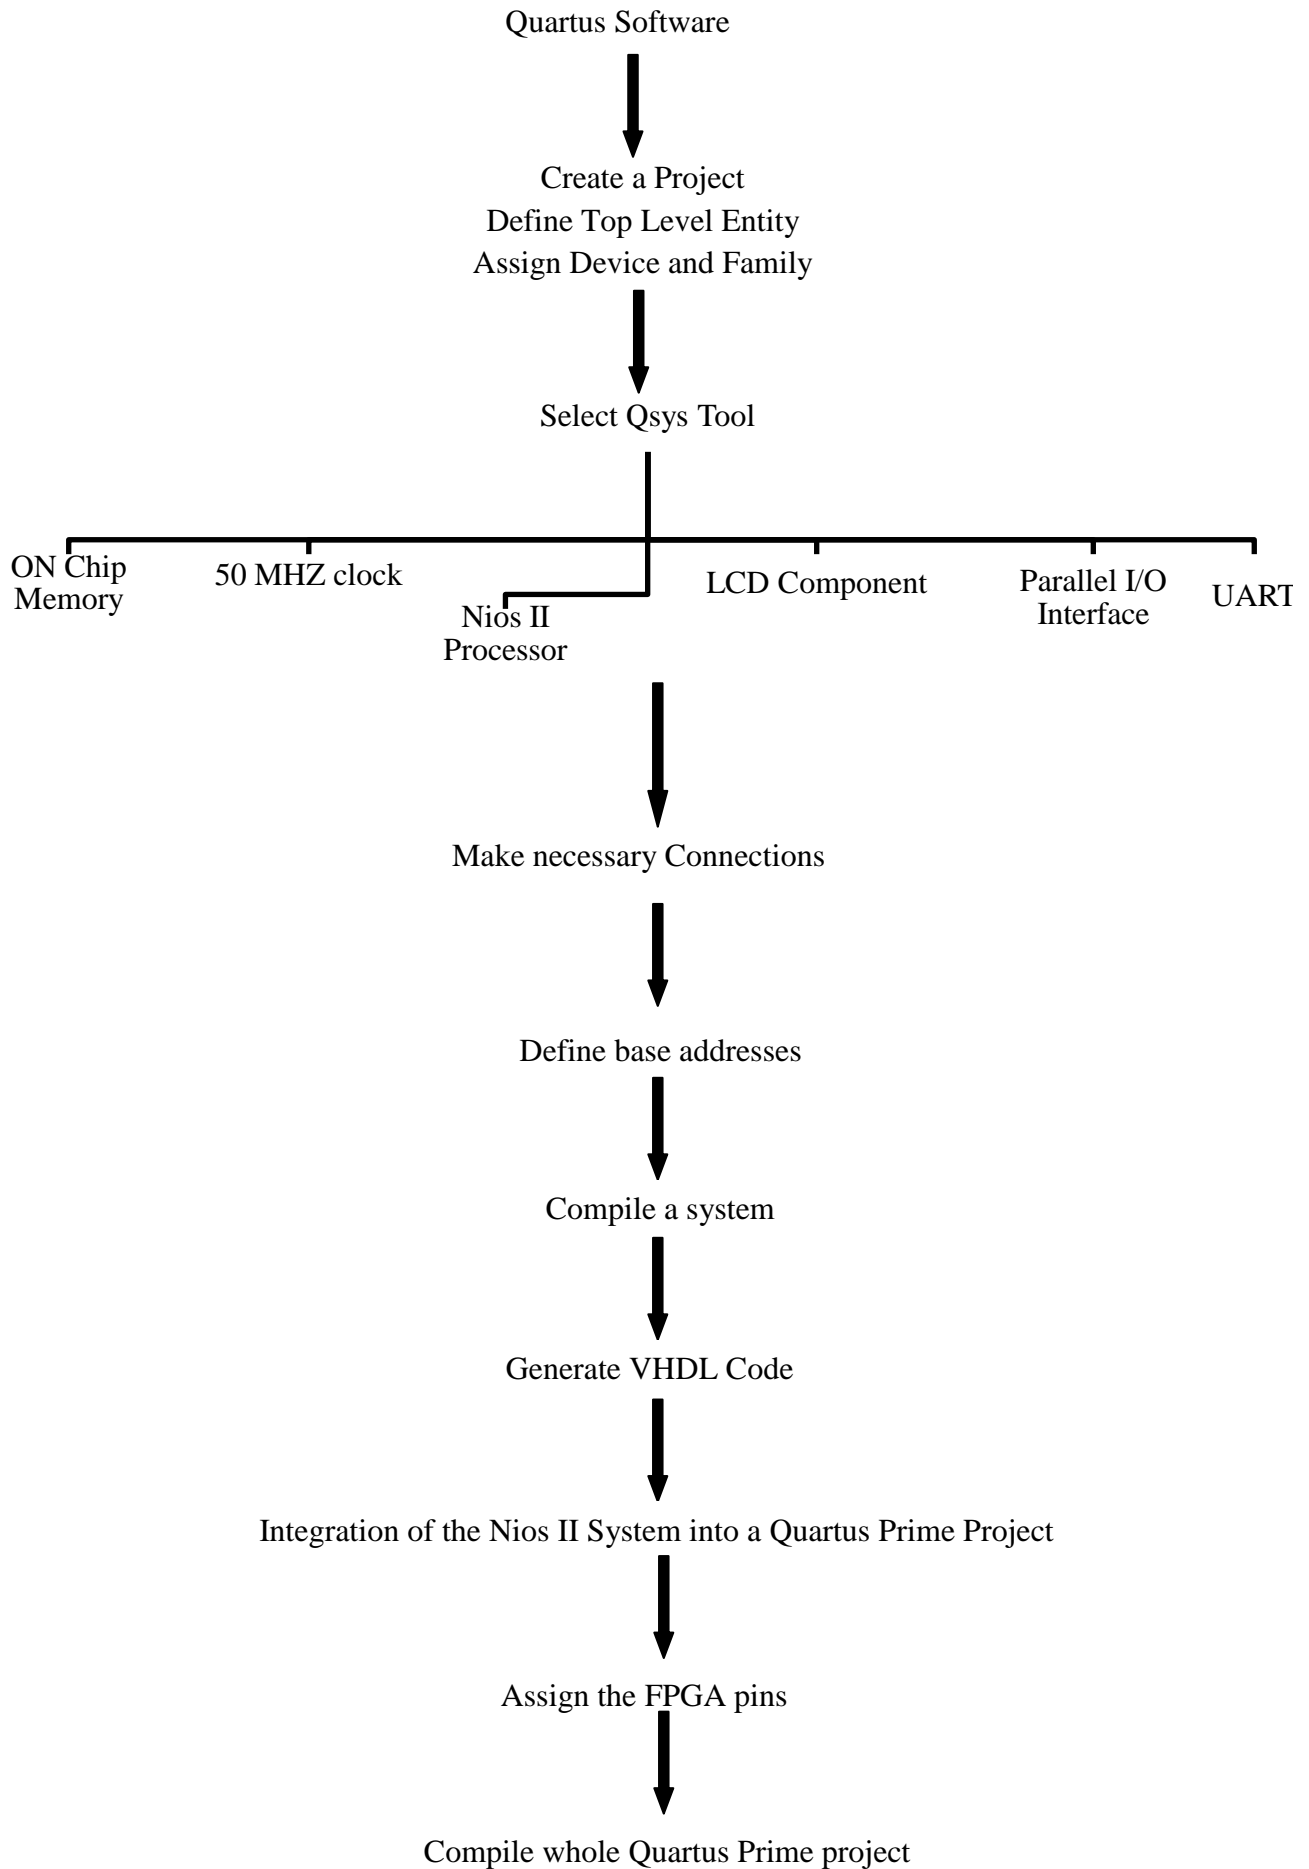 Quartus Software
Create a Project
Define Top Level Entity
Assign Device and Family
Select Qsys Tool
ON Chip
Memory
50 MHZ clock
Nios II
Processor
LCD Component
Parallel I/O
Interface
UART
Make necessary Connections
Define base addresses
Compile a system
Generate VHDL Code
Integration of the Nios II System into a Quartus Prime Project
Assign the FPGA pins
Compile whole Quartus Prime project